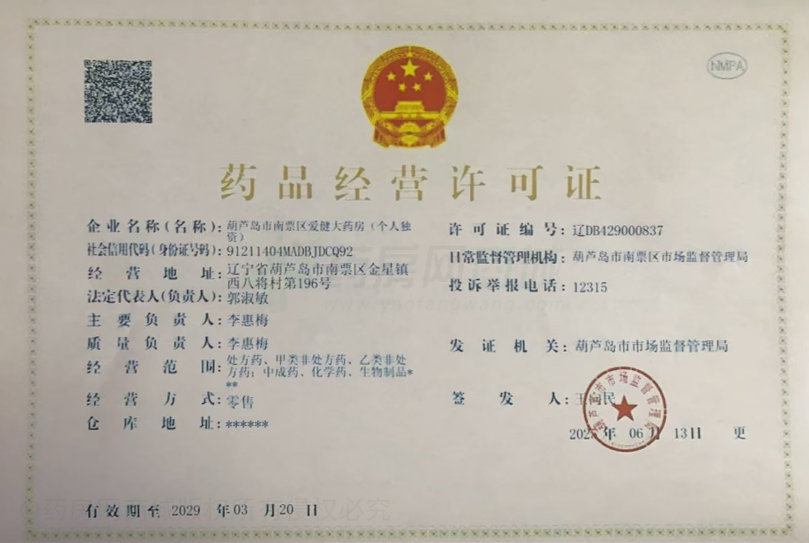 NMPA
药品经营许可证
企业名称(名称)：葫芦岛市南票区爱健大药房（个人独
资）
社会信用代码(身份证号码)：91211404MADBJDCQ92
经营地址：辽宁省葫芦岛市南票区金星镇
西八将村第196号
法定代表人(负责人)：郭淑敏
主要负责人：李惠梅
质量负责人：李惠梅
经营范围：处方药、甲类非处方药、乙类非处
方药；中成药、化学药、生物制品*
**
经营方式：零售
仓库地址：******
许可证编号：辽DB429000837
日常监督管理机构：葫芦岛市南票区市场监督管理局
投诉举报电话：12315
发证机关：葫芦岛市市场监督管理局
签发人：王 民
年 06 月 13日 更
有效期至 2029 年 03 月 20 日